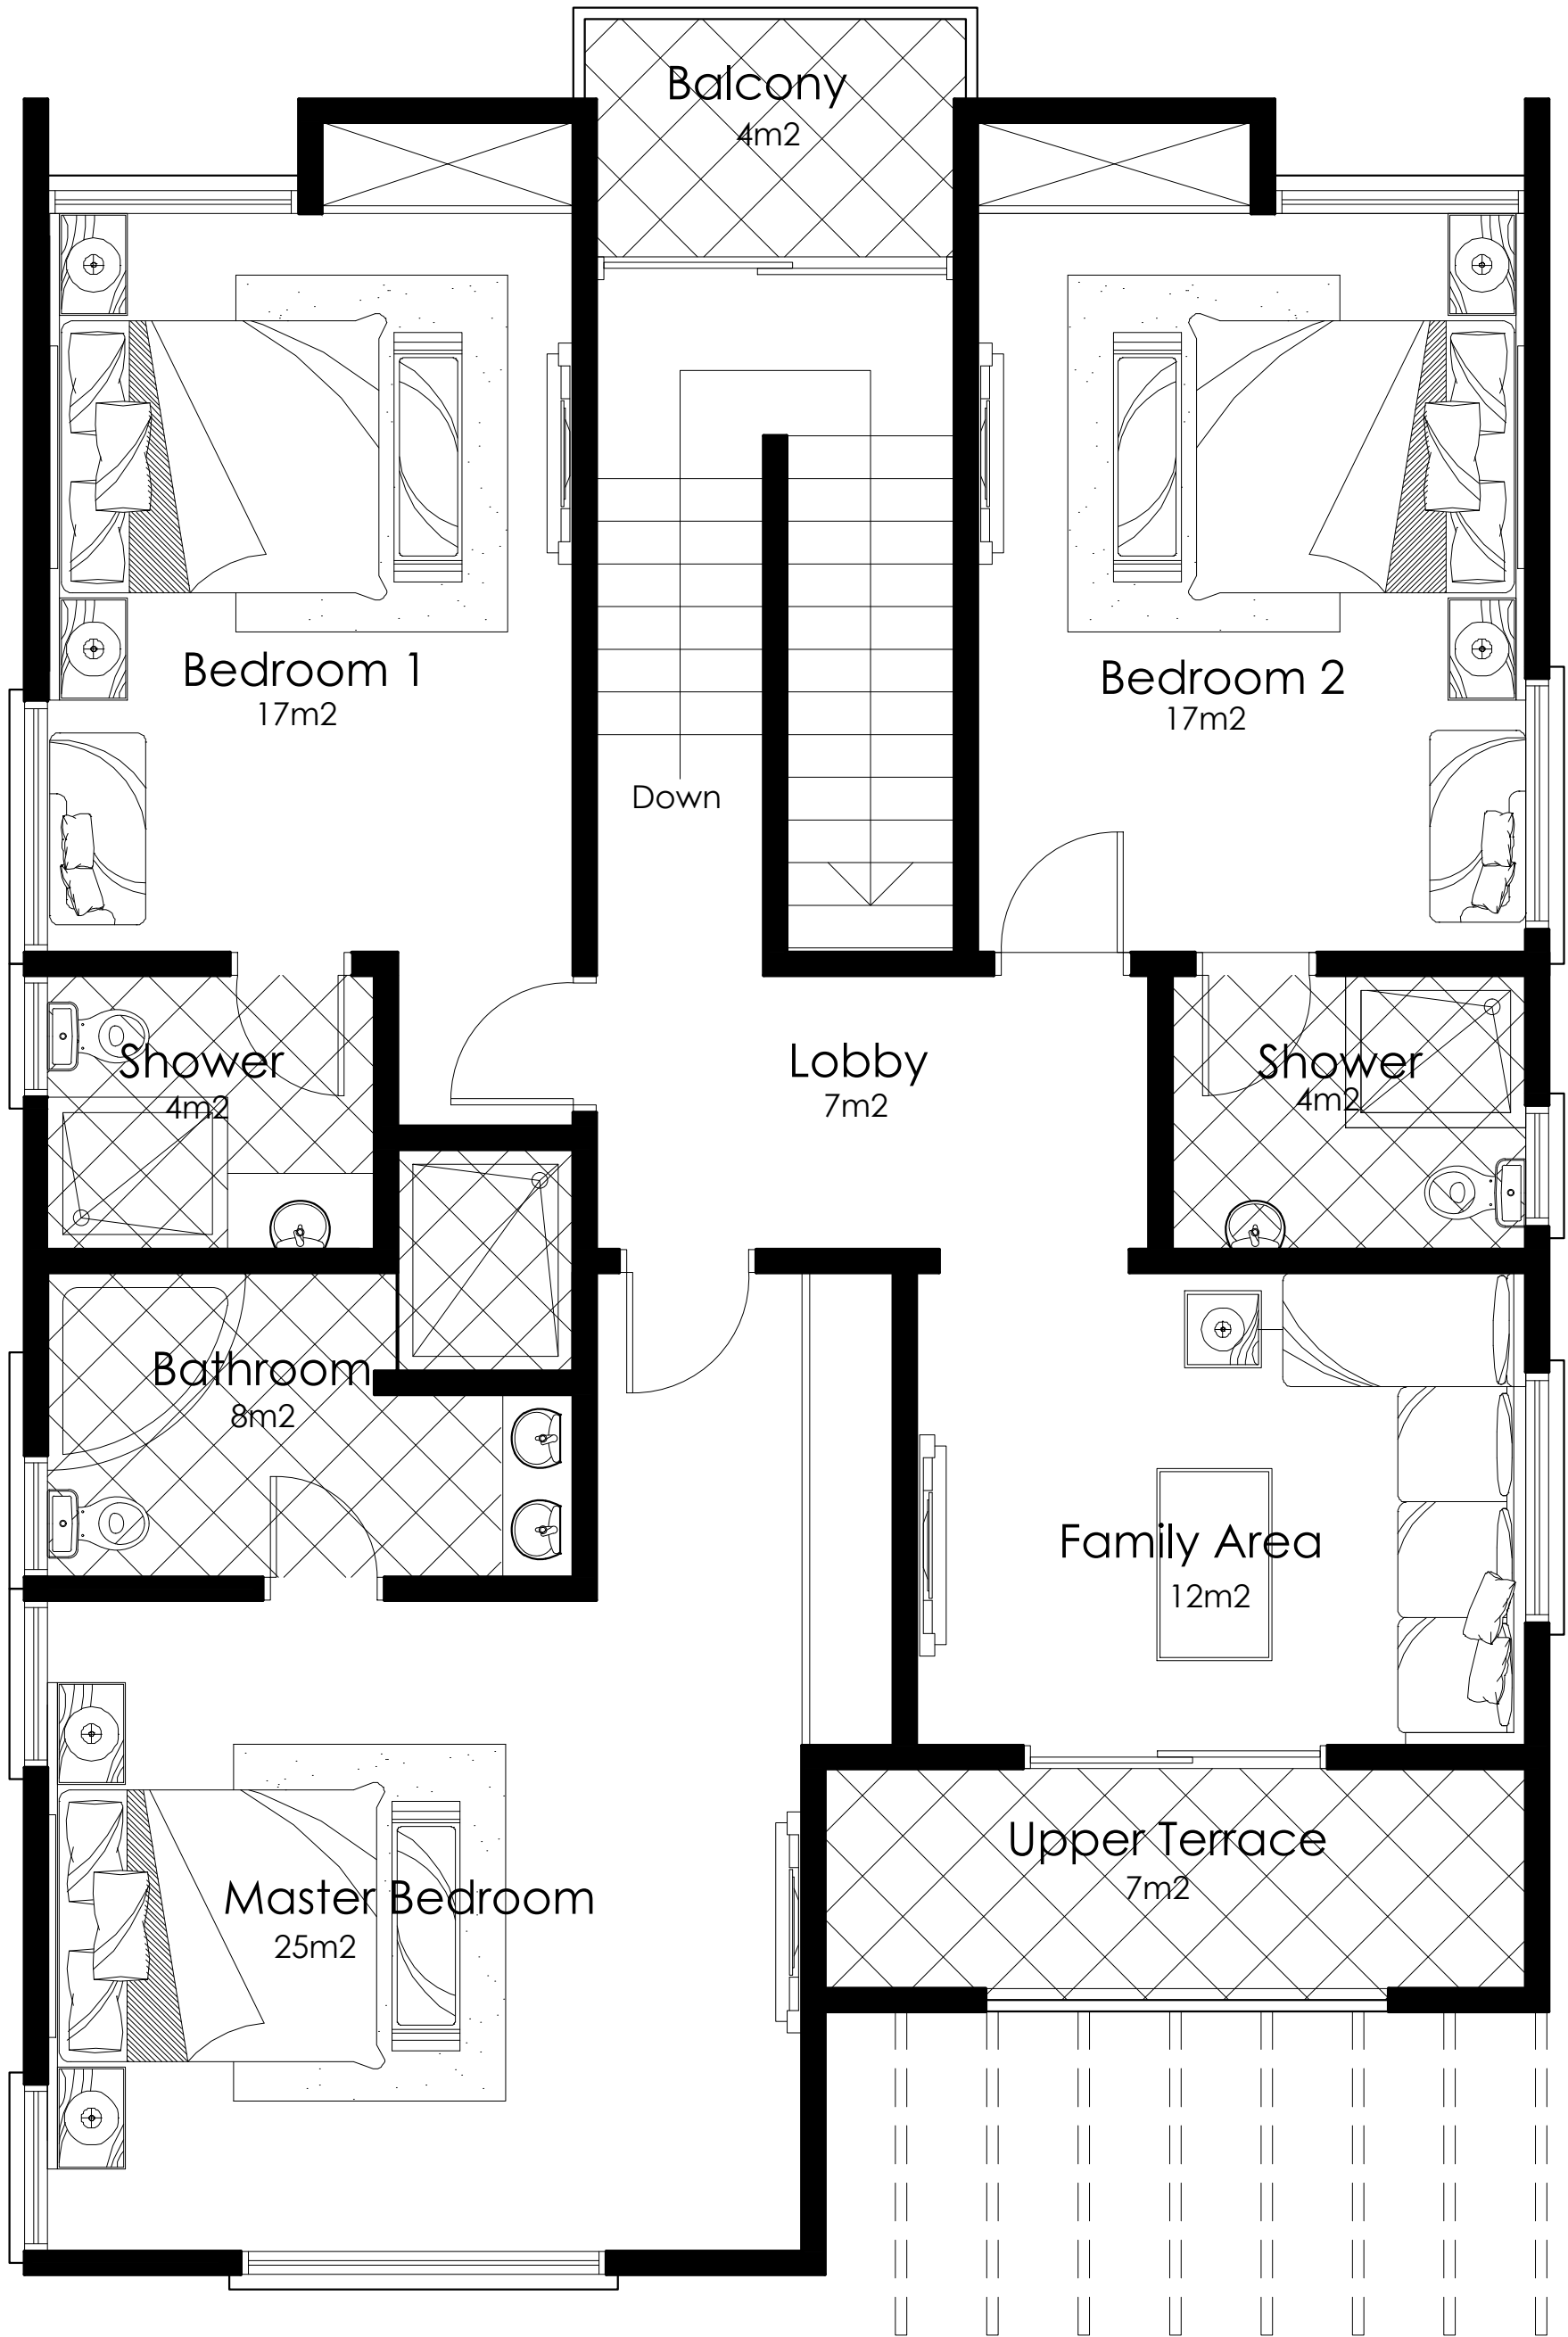 Balcony
4m2
Bedroom 1
17m2
Bedroom 2
17m2
Down
Shower
4m2
Lobby
7m2
Shower
4m2
Bathroom
8m2
Family Area
12m2
Upper Terrace
7m2
Master Bedroom
25m2